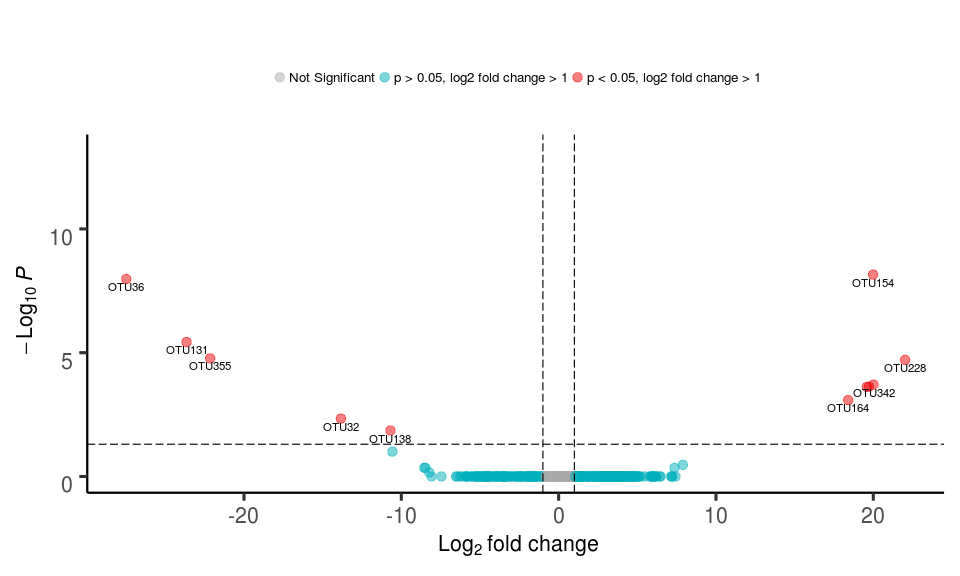 Not Significant p > 0.05, log2 fold change > 1 p < 0.05, log2 fold change > 1
− Log10 P
10
5
0
OTU36
OTU154
OTU131
OTU355
OTU228
OTU342
OTU164
OTU32
OTU138
-20 -10 0 10 20
Log2 fold change